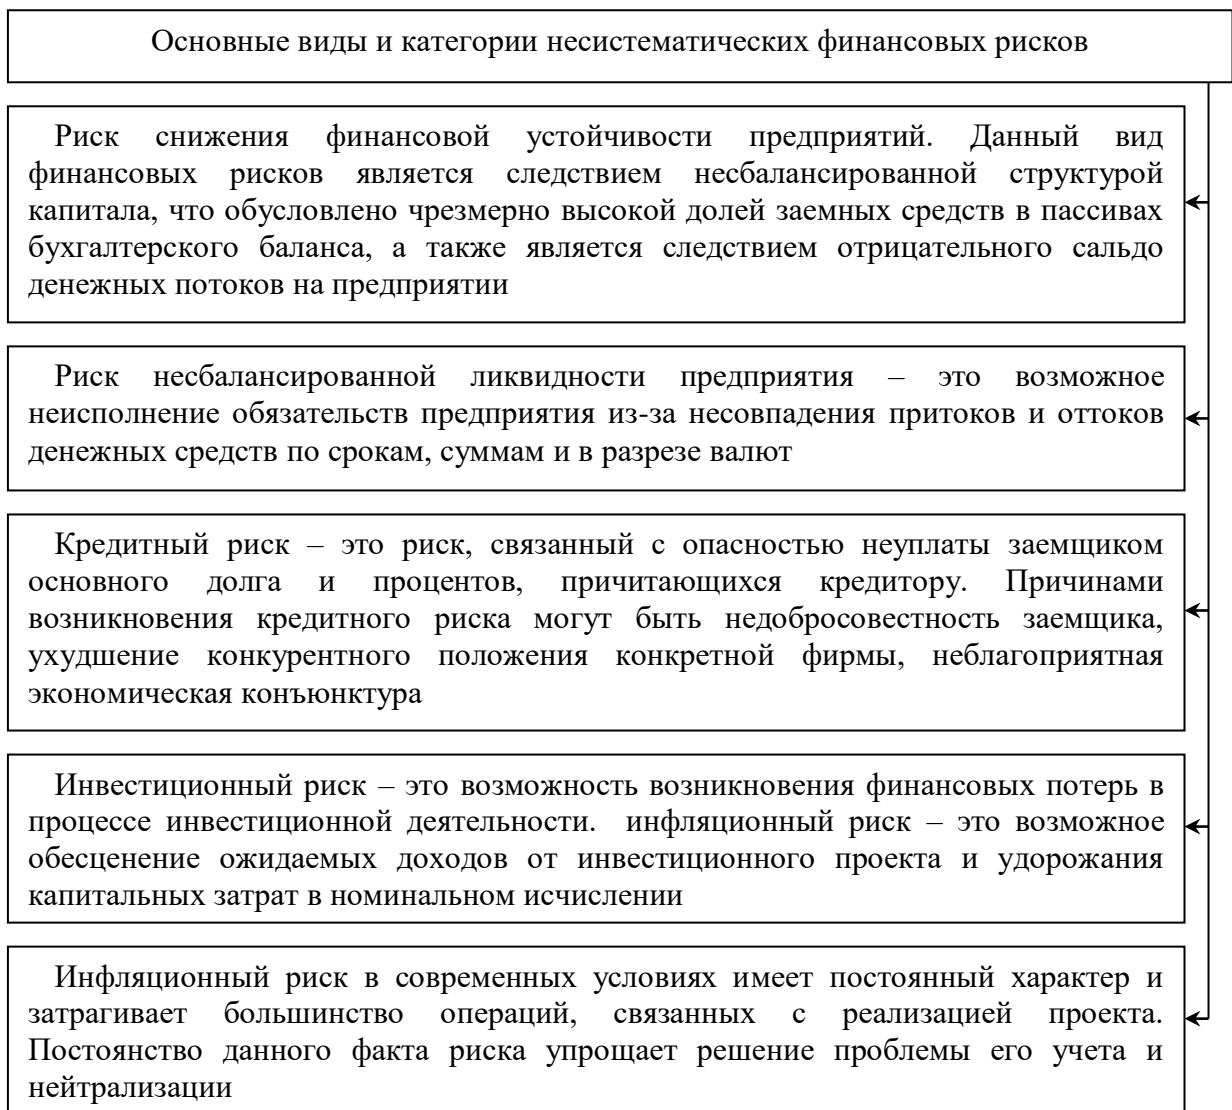 Основные виды и категории несистематических финансовых рисков
Риск снижения финансовой устойчивости предприятий. Данный вид
финансовых рисков является следствием несбалансированной структурой
капитала, что обусловлено чрезмерно высокой долей заемных средств в пассивах
бухгалтерского баланса, а также является следствием отрицательного сальдо
денежных потоков на предприятии
Риск несбалансированной ликвидности предприятия – это возможное
неисполнение обязательств предприятия из-за несовпадения притоков и оттоков
денежных средств по срокам, суммам и в разрезе валют
Кредитный риск – это риск, связанный с опасностью неуплаты заемщиком
основного долга и процентов, причитающихся кредитору. Причинами
возникновения кредитного риска могут быть недобросовестность заемщика,
ухудшение конкурентного положения конкретной фирмы, неблагоприятная
экономическая конъюнктура
Инвестиционный риск – это возможность возникновения финансовых потерь в
процессе инвестиционной деятельности. инфляционный риск – это возможное
обесценение ожидаемых доходов от инвестиционного проекта и удорожания
капитальных затрат в номинальном исчислении
Инфляционный риск в современных условиях имеет постоянный характер и
затрагивает большинство операций, связанных с реализацией проекта.
Постоянство данного факта риска упрощает решение проблемы его учета и
нейтрализации